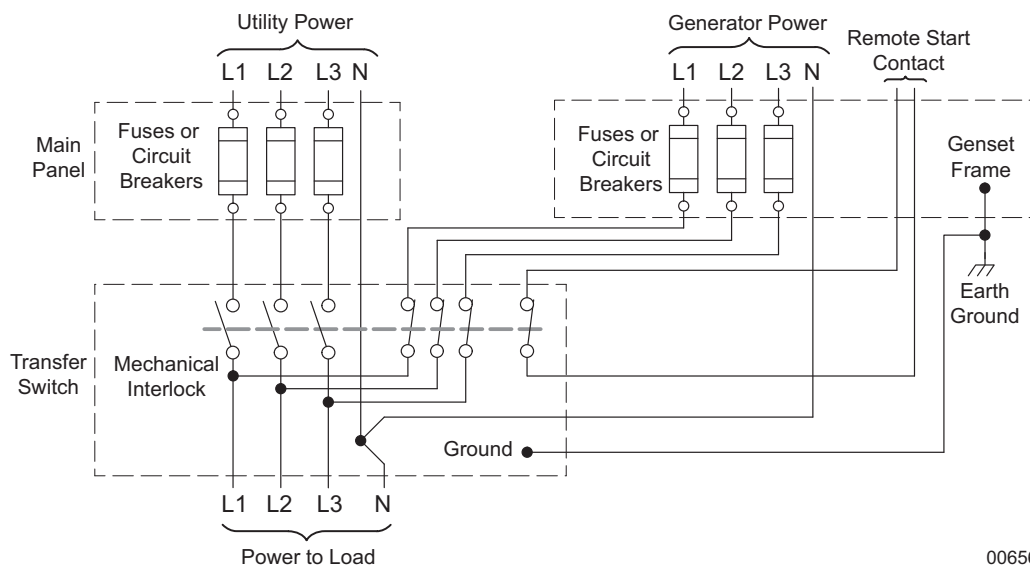 Utility Power
L1 L2 L3 N
Generator Power
L1 L2 L3 N
Remote Start
Contact
Main
Panel
Fuses or
Circuit
Breakers
Fuses or
Circuit
Breakers
Genset
Frame
Earth
Ground
Transfer
Switch
Mechanical
Interlock
Ground
L1 L2 L3 N
Power to Load